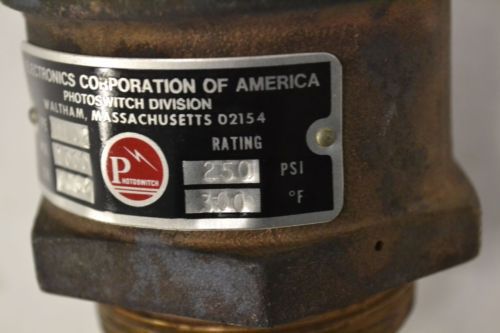 ELECTRONICS CORPORATION OF AMERICA
PHOTOSWITCH DIVISION
WALTHAM, MASSACHUSETTS 02154
RATING
PHOTOSWITCH
250 PSI
300 °F